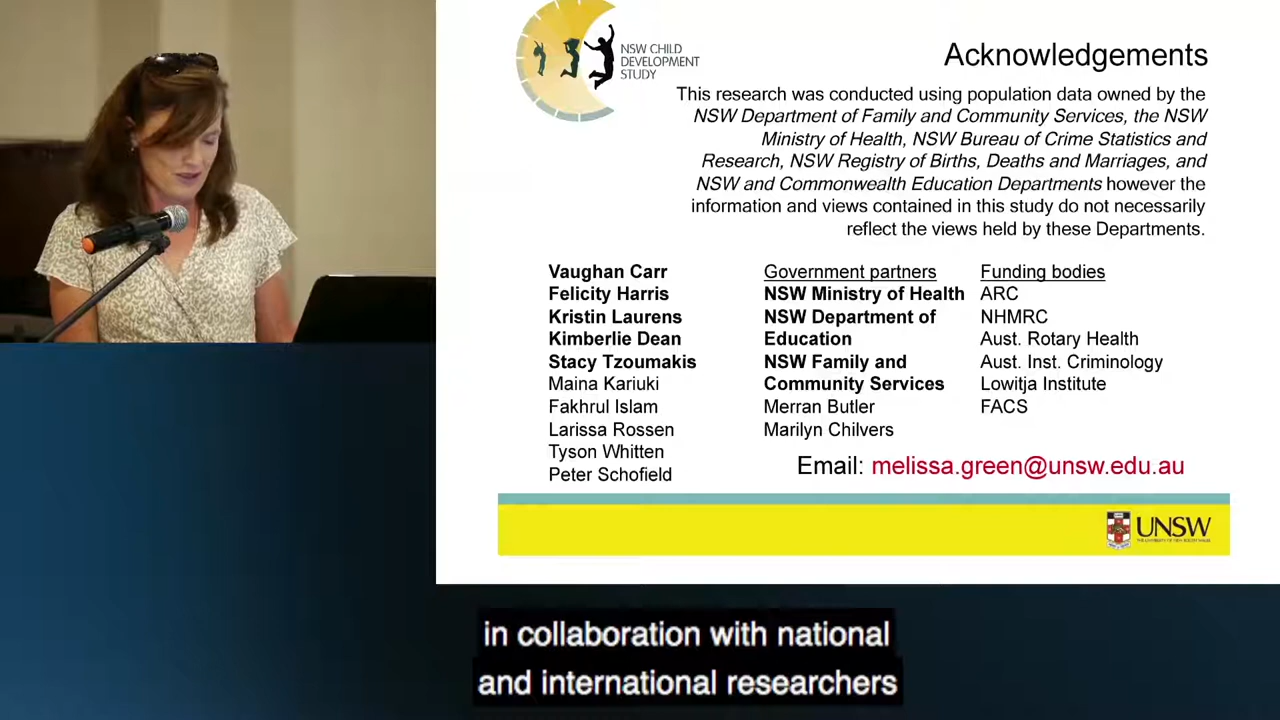 NSW CHILD
DEVELOPMENT
STUDY
Acknowledgements
This research was conducted using population data owned by the
NSW Department of Family and Community Services, the NSW
Ministry of Health, NSW Bureau of Crime Statistics and
Research, NSW Registry of Births, Deaths and Marriages, and
NSW and Commonwealth Education Departments however the
information and views contained in this study do not necessarily
reflect the views held by these Departments.
Vaughan Carr
Felicity Harris
Kristin Laurens
Kimberlie Dean
Stacy Tzoumakis
Maina Kariuki
Fakhrul Islam
Larissa Rossen
Tyson Whitten
Peter Schofield
Government partners
NSW Ministry of Health
NSW Department of
Education
NSW Family and
Community Services
Merran Butler
Marilyn Chilvers
Funding bodies
ARC
NHMRC
Aust. Rotary Health
Aust. Inst. Criminology
Lowitja Institute
FACS
Email: melissa.green@unsw.edu.au
UNSW
in collaboration with national
and international researchers